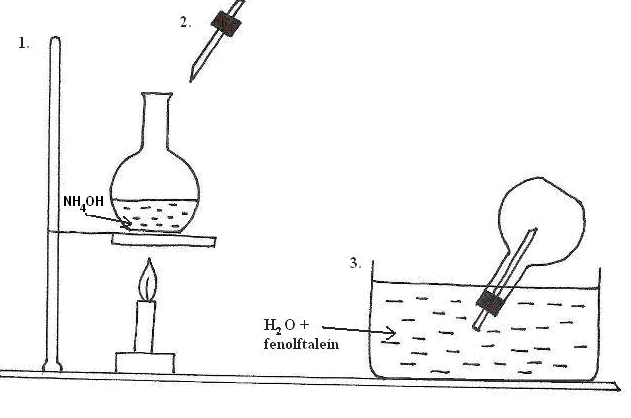 1.
2.
NH₄OH
3.
H₂O +
fenolftalein